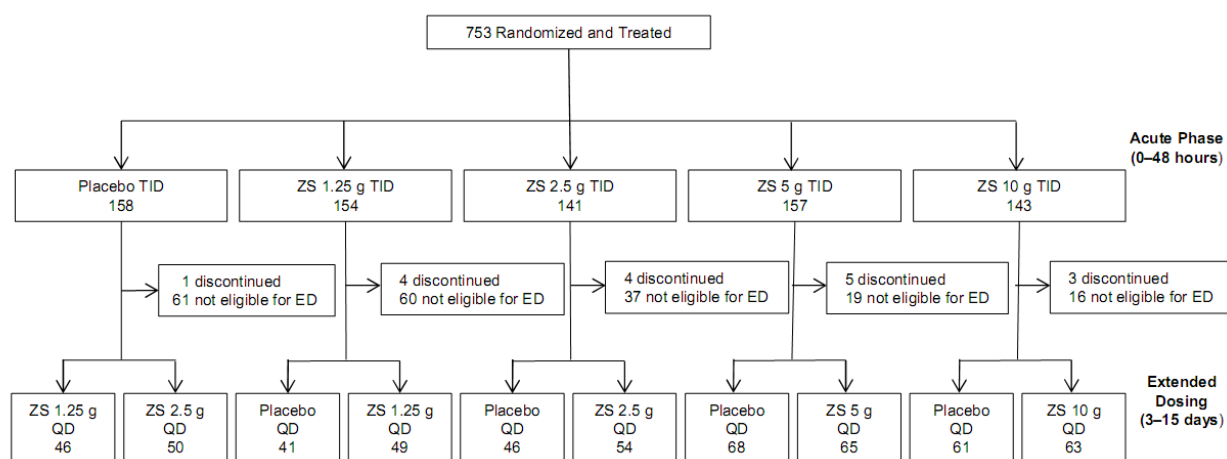 753 Randomized and Treated
Acute Phase
(0–48 hours)
Placebo TID
158
ZS 1.25 g TID
154
ZS 2.5 g TID
141
ZS 5 g TID
157
ZS 10 g TID
143
1 discontinued
61 not eligible for ED
4 discontinued
60 not eligible for ED
4 discontinued
37 not eligible for ED
5 discontinued
19 not eligible for ED
3 discontinued
16 not eligible for ED
Extended
Dosing
(3–15 days)
ZS 1.25 g
QD
46
ZS 2.5 g
QD
50
Placebo
QD
41
ZS 1.25 g
QD
49
Placebo
QD
46
ZS 2.5 g
QD
54
Placebo
QD
68
ZS 5 g
QD
65
Placebo
QD
61
ZS 10 g
QD
63